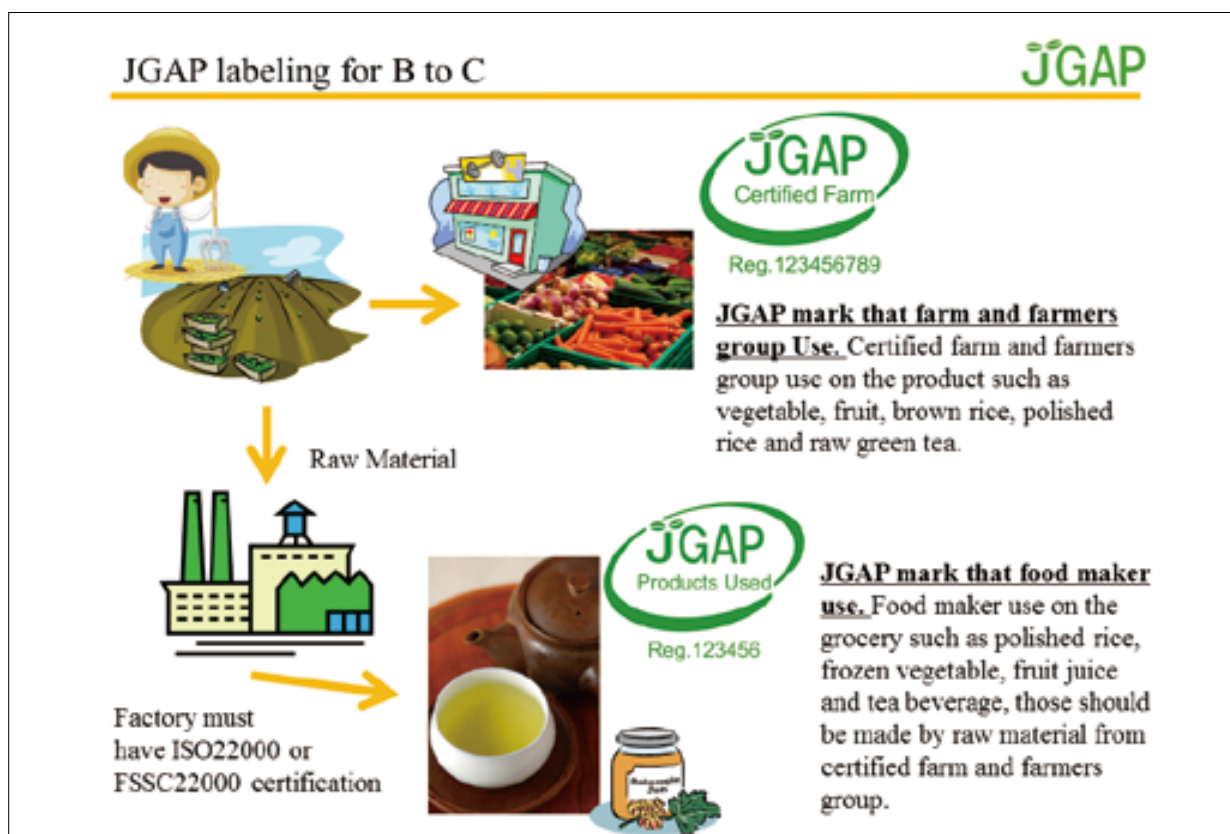 JGAP labeling for B to C
JGAP
JGAP
Certified Farm
Reg.123456789
JGAP mark that farm and farmers
group Use. Certified farm and farmers
group use on the product such as
vegetable, fruit, brown rice, polished
rice and raw green tea.
Raw Material
JGAP
Products Used
Reg.123456
JGAP mark that food maker
use. Food maker use on the
grocery such as polished rice,
frozen vegetable, fruit juice
and tea beverage, those should
be made by raw material from
certified farm and farmers
group.
Factory must
have ISO22000 or
FSSC22000 certification